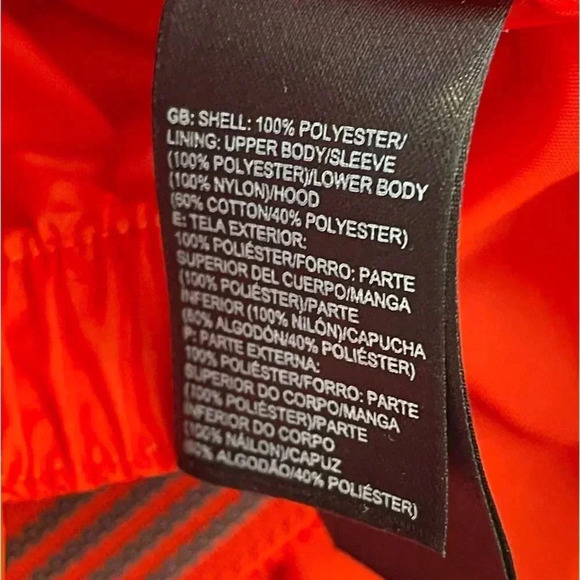 GB: SHELL: 100% POLYESTER/
LINING: UPPER BODY/SLEEVE
(100% POLYESTER)/LOWER BODY
(100% NYLON)/HOOD
(60% COTTON/40% POLYESTER)
E: TELA EXTERIOR:
100% POLIÉSTER/FORRO: PARTE
SUPERIOR DEL CUERPO/MANGA
(100% POLIÉSTER)/PARTE
INFERIOR (100% NILÓN)/CAPUCHA
(60% ALGODÓN/40% POLIÉSTER)
P: PARTE EXTERNA:
100% POLIÉSTER/FORRO: PARTE
SUPERIOR DO CORPO/MANGA
(100% POLIÉSTER)/PARTE
INFERIOR DO CORPO
(100% NÁILON)/CAPUZ
60% ALGODÃO/40% POLIÉSTER)